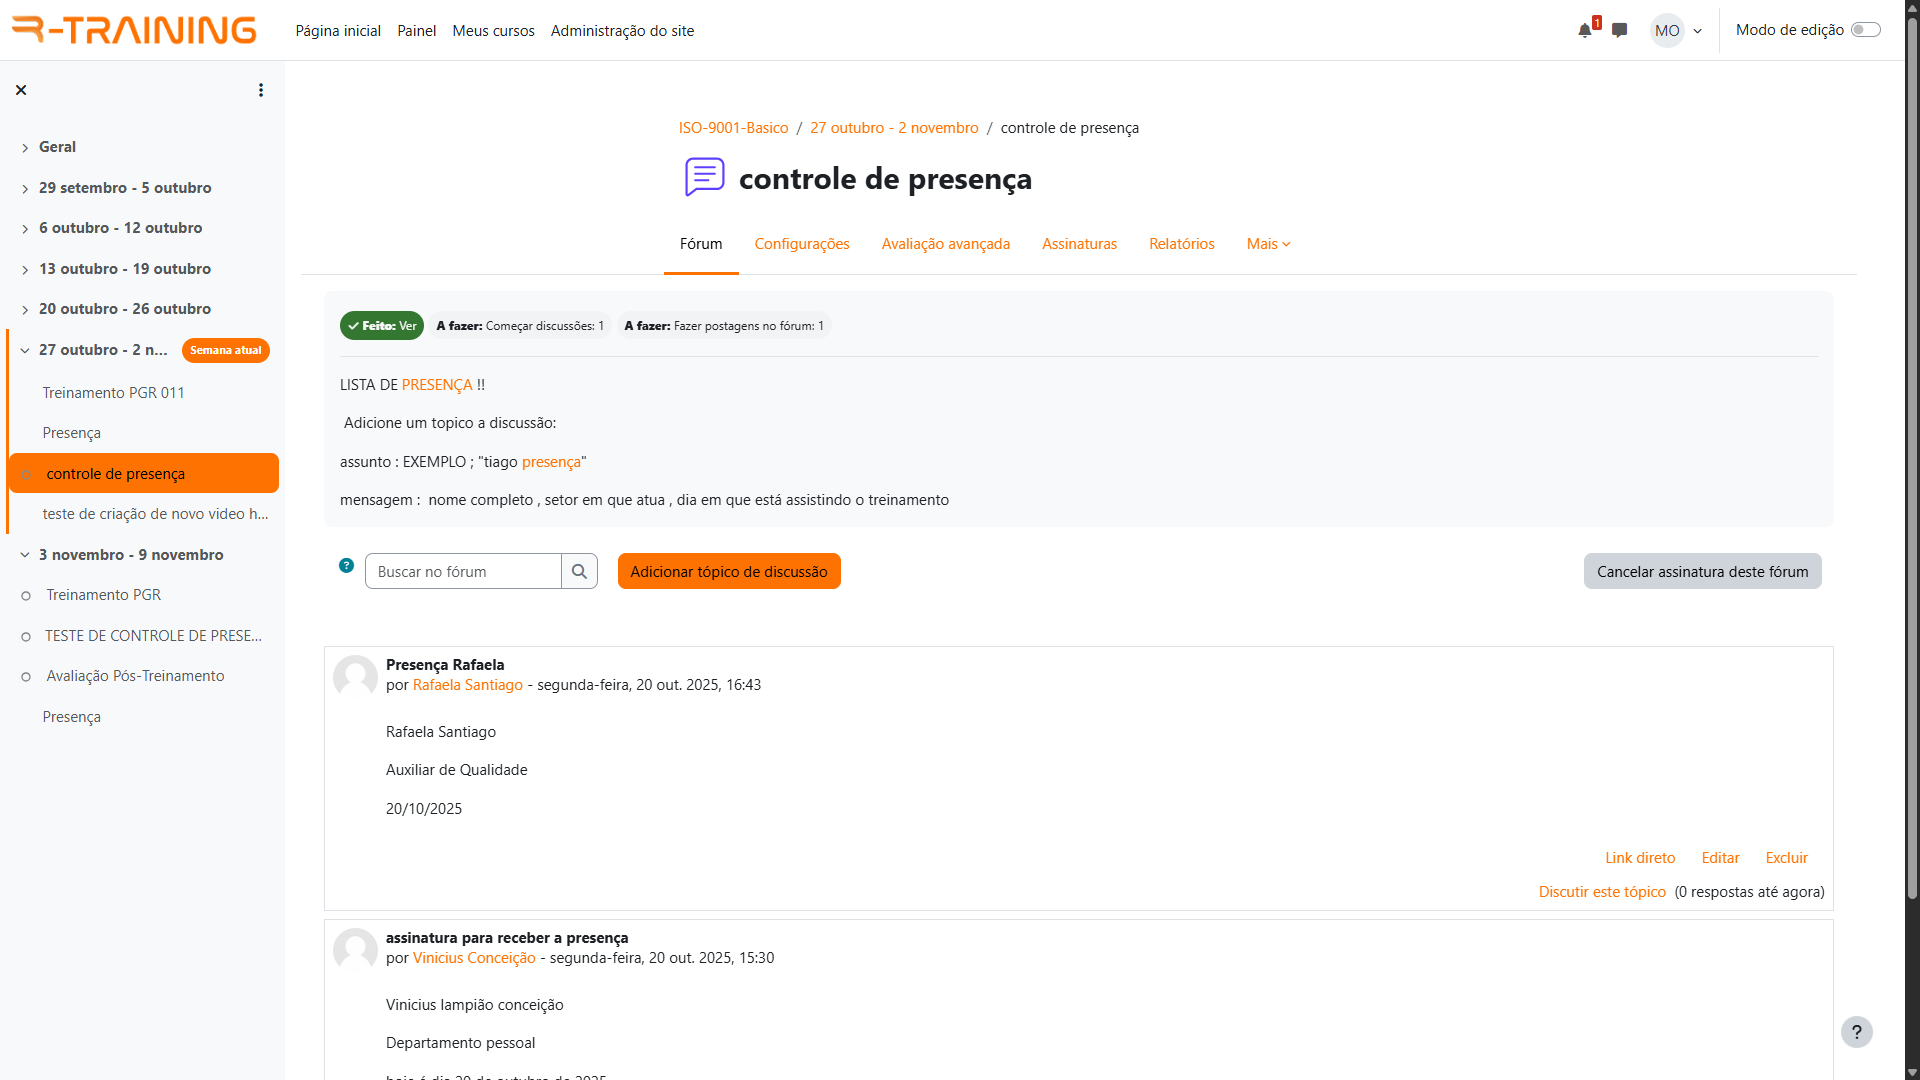 R-TRAINING
Página inicial Painel Meus cursos Administração do site
1
MO
Modo de edição
Geral
29 setembro - 5 outubro
6 outubro - 12 outubro
13 outubro - 19 outubro
20 outubro - 26 outubro
27 outubro - 2 n... Semana atual
Treinamento PGR 011
Presença
controle de presença
teste de criação de novo video h...
3 novembro - 9 novembro
Treinamento PGR
TESTE DE CONTROLE DE PRESE...
Avaliação Pós-Treinamento
Presença
ISO-9001-Basico / 27 outubro - 2 novembro / controle de presença
controle de presença
Fórum Configurações Avaliação avançada Assinaturas Relatórios Mais
Feito: Ver A fazer: Começar discussões: 1 A fazer: Fazer postagens no fórum: 1
LISTA DE PRESENÇA !!
Adicione um topico a discussão:
assunto : EXEMPLO ; "tiago presença"
mensagem : nome completo , setor em que atua , dia em que está assistindo o treinamento
? Buscar no fórum Adicionar tópico de discussão Cancelar assinatura deste fórum
Presença Rafaela
por Rafaela Santiago - segunda-feira, 20 out. 2025, 16:43
Rafaela Santiago
Auxiliar de Qualidade
20/10/2025
Link direto Editar Excluir
Discutir este tópico (0 respostas até agora)
assinatura para receber a presença
por Vinicius Conceição - segunda-feira, 20 out. 2025, 15:30
Vinicius lampião conceição
Departamento pessoal
hoje é dia 20 de outubro de 2025
?